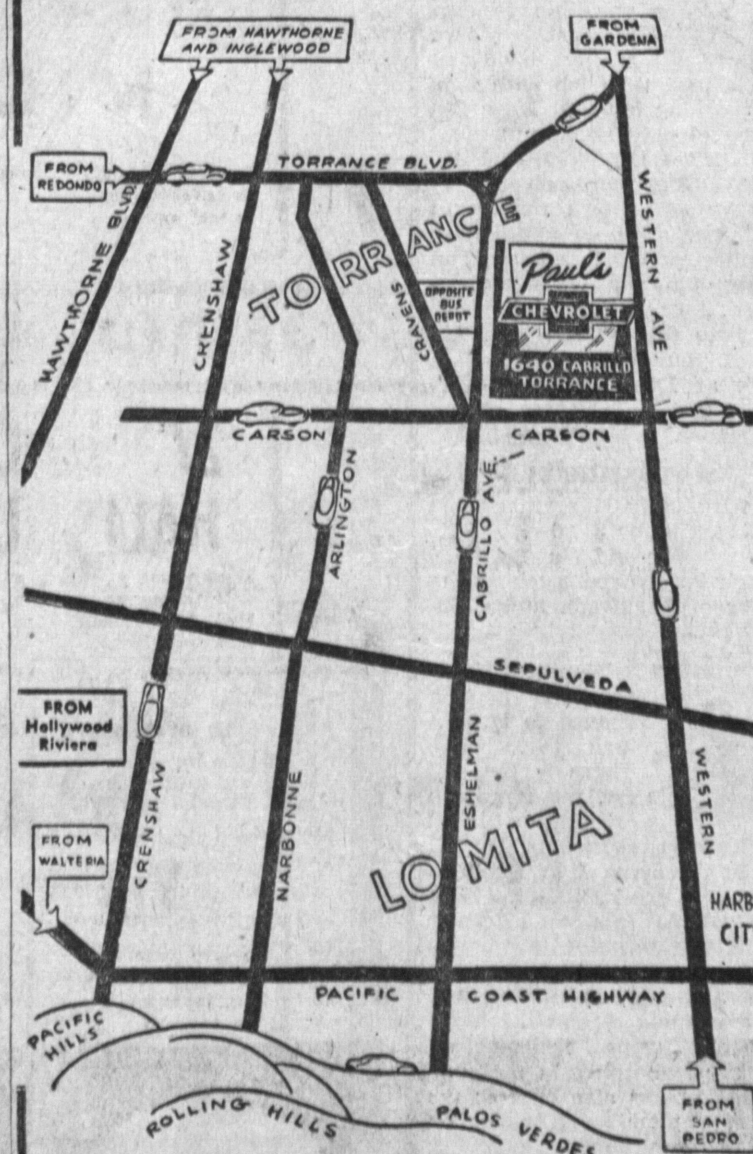 FROM HAWTHORNE
AND INGLEWOOD
FROM
GARDENA
FROM
REDONDO
TORRANCE BLVD.
HAWTHORNE BLVD.
CRENSHAW
TORRANCE
CRAVENS
OPPOSITE
BUS
DEPOT
Paul's
CHEVROLET
1640 CABRILLO
TORRANCE
WESTERN AVE.
CARSON
CARSON
ARLINGTON
CABRILLO AVE.
SEPULVEDA
FROM
Hollywood
Riviera
CRENSHAW
NARBONNE
ESHELMAN
WESTERN
LOMITA
FROM
WALTERIA
HARB
CIT
PACIFIC COAST HIGHWAY
PACIFIC
HILLS
ROLLING HILLS
PALOS VERDES
FROM
SAN
PEDRO